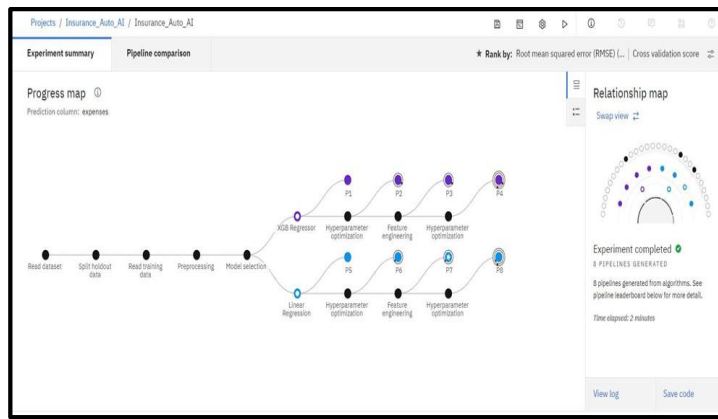 Projects / Insurance_Auto_AI / Insurance_Auto_AI
Experiment summary
Pipeline comparison
★ Rank by: Root mean squared error (RMSE) (... | Cross validation score
Progress map
Prediction column: expenses
Read dataset
Split holdout
data
Read training
data
Preprocessing
Model selection
XGB Regressor
Hyperparameter
optimization
Feature
engineering
Hyperparameter
optimization
P1
P2
P3
P4
Linear
Regression
Hyperparameter
optimization
Feature
engineering
Hyperparameter
optimization
P5
P6
P7
P8
Relationship map
Swap view
Experiment completed
8 PIPELINES GENERATED
8 pipelines generated from algorithms. See
pipeline leaderboard below for more detail.
Time elapsed: 2 minutes
View log
Save code